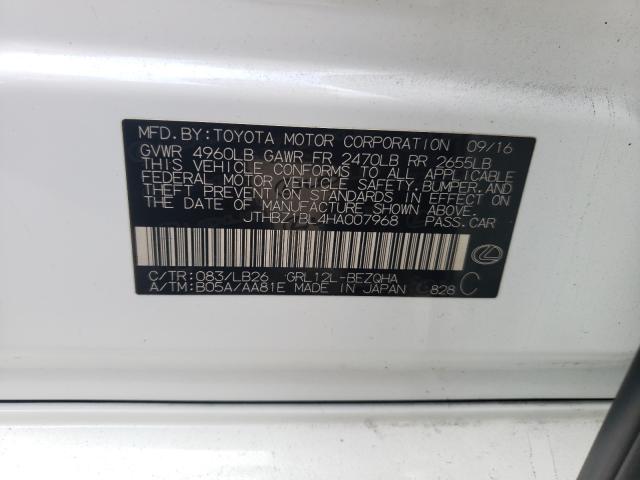 MFD. BY: TOYOTA MOTOR CORPORATION 09/16
GVWR 4960LB GAWR FR 2470LB RR 2655LB
THIS VEHICLE CONFORMS TO ALL APPLICABLE
FEDERAL MOTOR VEHICLE SAFETY, BUMPER, AND
THEFT PREVENTION STANDARDS IN EFFECT ON
THE DATE OF MANUFACTURE SHOWN ABOVE.
JTHBZ1BL4HA007968 PASS. CAR
C/TR: 083/LB26 GRL12L-BEZQHA
A/TM: B05A/AA81E MADE IN JAPAN 828 C